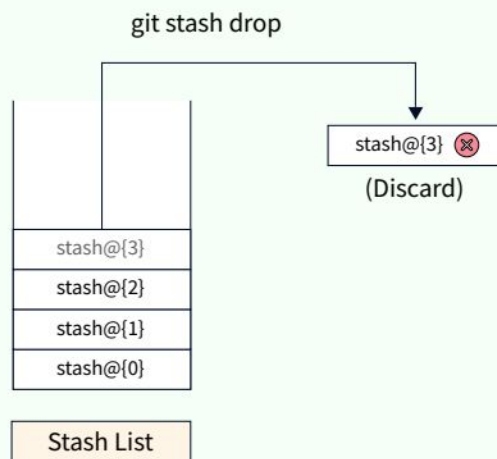 git stash drop
stash@{3}
(Discard)
stash@{3}
stash@{2}
stash@{1}
stash@{0}
Stash List